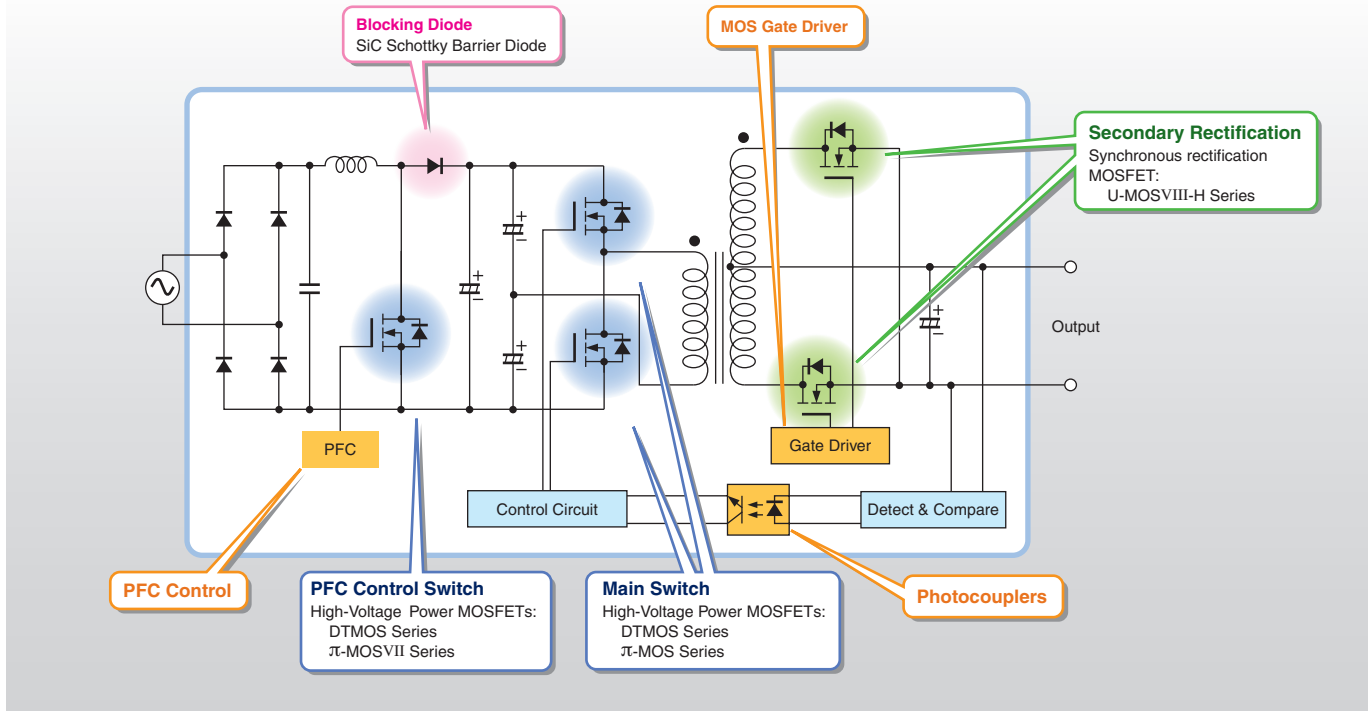 Blocking Diode
SiC Schottky Barrier Diode
MOS Gate Driver
Secondary Rectification
Synchronous rectification
MOSFET:
U-MOSVIII-H Series
+
−
+
−
+
−
+
−
Output
PFC
Gate Driver
Control Circuit
Detect & Compare
PFC Control
PFC Control Switch
High-Voltage Power MOSFETs:
DTMOS Series
π-MOSVII Series
Main Switch
High-Voltage Power MOSFETs:
DTMOS Series
π-MOS Series
Photocouplers